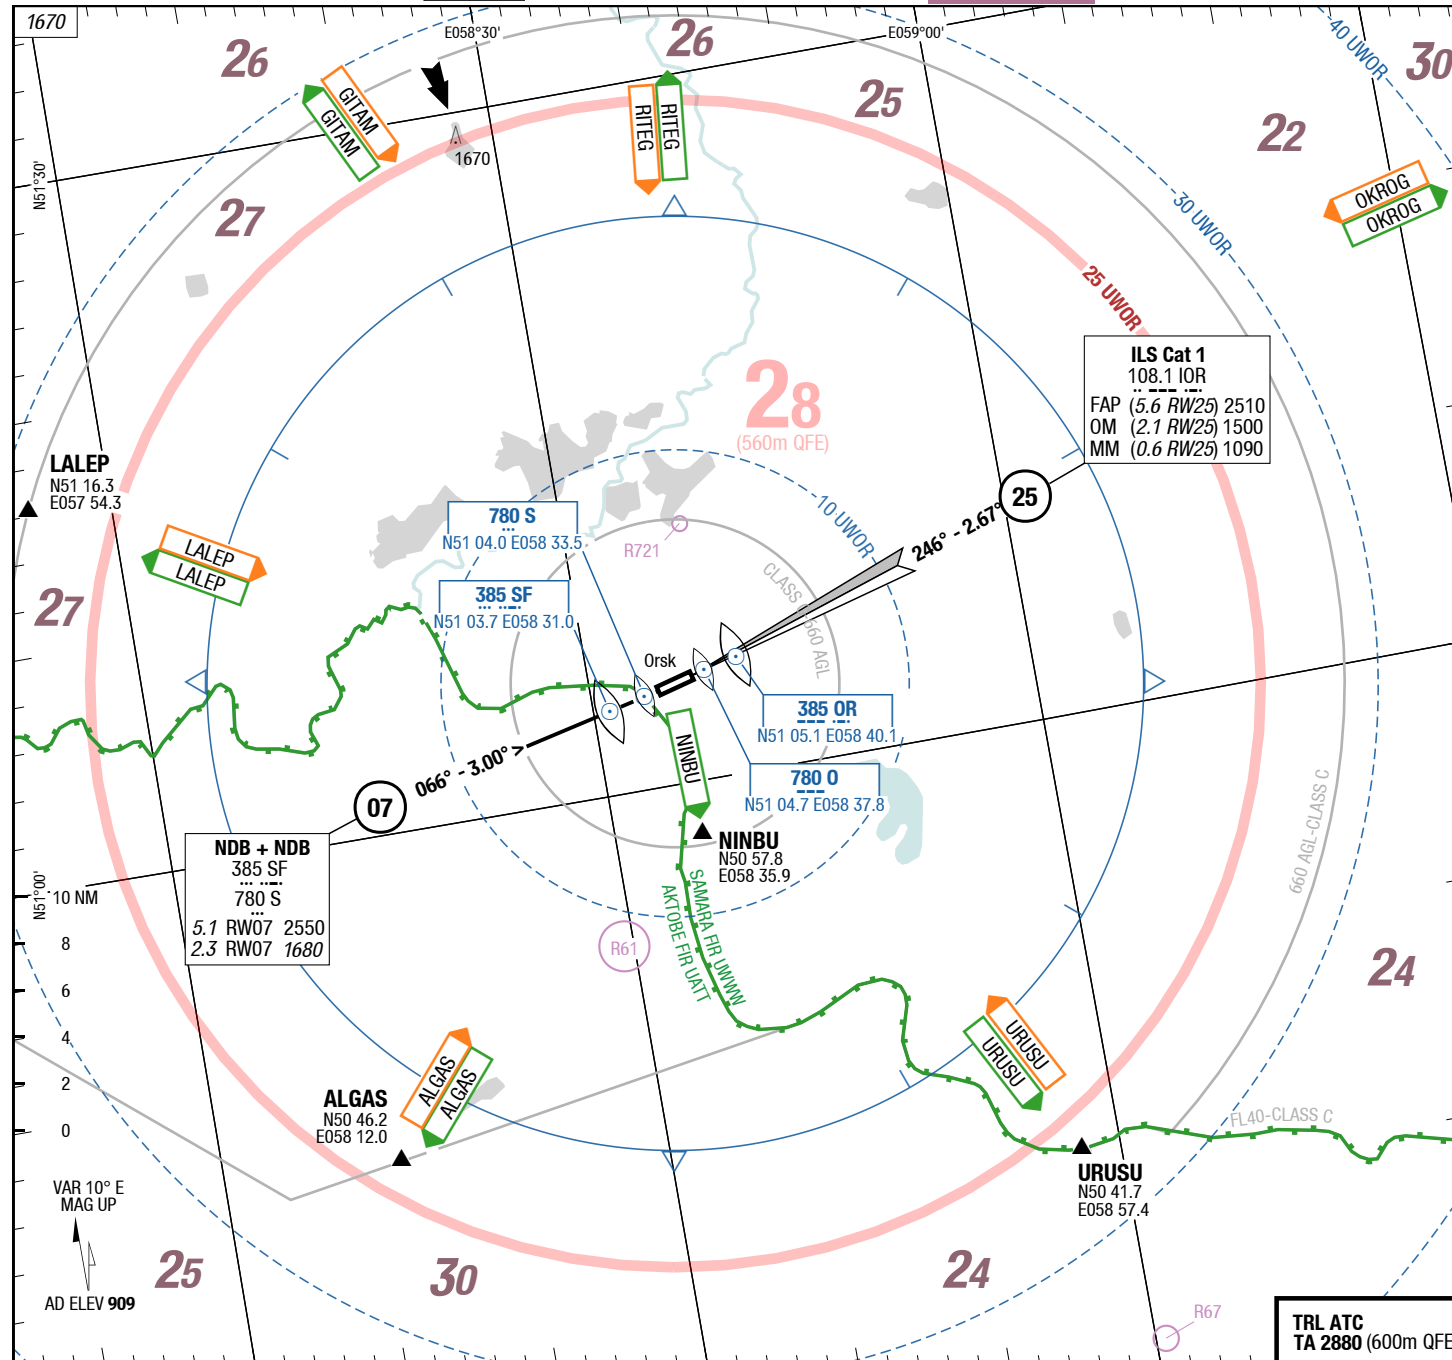 1670
E058°30'
E059°00'
40 UWOR
26
26
30
GITAM
GITAM
RITEG
RITEG
25
22
1670
N51°30'
OKROG
OKROG
27
30 UWOR
25 UWOR
ILS Cat 1
108.1 IOR
FAP (5.6 RW25) 2510
OM (2.1 RW25) 1500
MM (0.6 RW25) 1090
28
(560m QFE)
LALEP
N51 16.3
E057 54.3
25
10 UWOR
246° - 2.67°
780 S
N51 04.0 E058 33.5
R721
LALEP
LALEP
CLASS C-660 AGL
385 SF
N51 03.7 E058 31.0
27
Orsk
385 OR
N51 05.1 E058 40.1
NINBU
066° - 3.00° >
07
780 O
N51 04.7 E058 37.8
660 AGL-CLASS C
NINBU
N50 57.8
E058 35.9
NDB + NDB
385 SF
780 S
5.1 RW07 2550
2.3 RW07 1680
N51°00'
10 NM
8
6
4
2
0
SAMARA FIR UWWW
AKTOBE FIR UATT
R61
24
URUSU
URUSU
ALGAS
ALGAS
ALGAS
N50 46.2
E058 12.0
FL40-CLASS C
URUSU
N50 41.7
E058 57.4
VAR 10° E
MAG UP
AD ELEV 909
25
30
24
R67
TRL ATC
TA 2880 (600m QFE